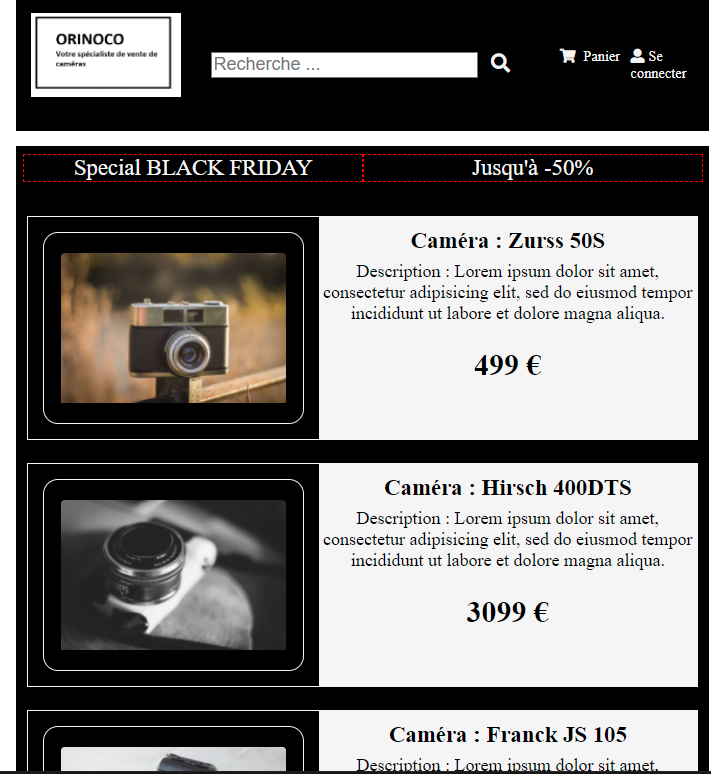 ORINOCO
Votre spécialiste de vente de
caméras
Recherche ...
Panier
Se
connecter
Special BLACK FRIDAY
Jusqu'à -50%
Caméra : Zurss 50S
Description : Lorem ipsum dolor sit amet,
consectetur adipisicing elit, sed do eiusmod tempor
incididunt ut labore et dolore magna aliqua.
499 €
Caméra : Hirsch 400DTS
Description : Lorem ipsum dolor sit amet,
consectetur adipisicing elit, sed do eiusmod tempor
incididunt ut labore et dolore magna aliqua.
3099 €
Caméra : Franck JS 105
Description : Lorem ipsum dolor sit amet,